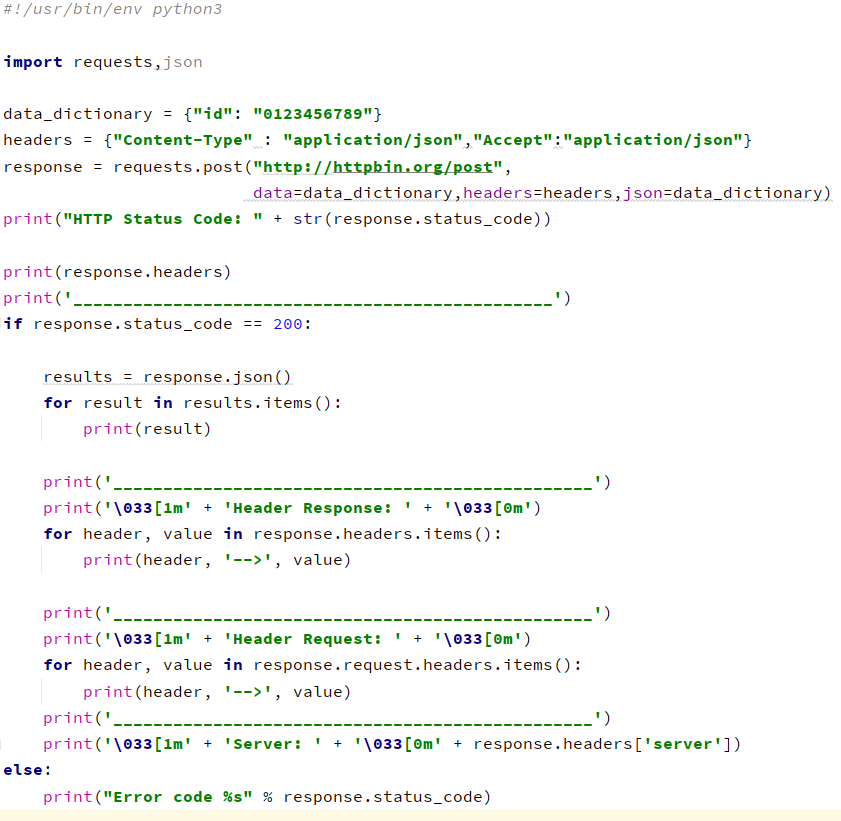 #!/usr/bin/env python3
import requests,json
data_dictionary = {"id": "0123456789"}
headers = {"Content-Type" : "application/json","Accept":"application/json"}
response = requests.post("http://httpbin.org/post",
                         data=data_dictionary,headers=headers,json=data_dictionary)
print("HTTP Status Code: " + str(response.status_code))
print(response.headers)
print('________________________________________________')
if response.status_code == 200:
    results = response.json()
    for result in results.items():
        print(result)
    print('________________________________________________')
    print('\033[1m' + 'Header Response: ' + '\033[0m')
    for header, value in response.headers.items():
        print(header, '-->', value)
    print('________________________________________________')
    print('\033[1m' + 'Header Request: ' + '\033[0m')
    for header, value in response.request.headers.items():
        print(header, '-->', value)
    print('________________________________________________')
    print('\033[1m' + 'Server: ' + '\033[0m' + response.headers['server'])
else:
    print("Error code %s" % response.status_code)